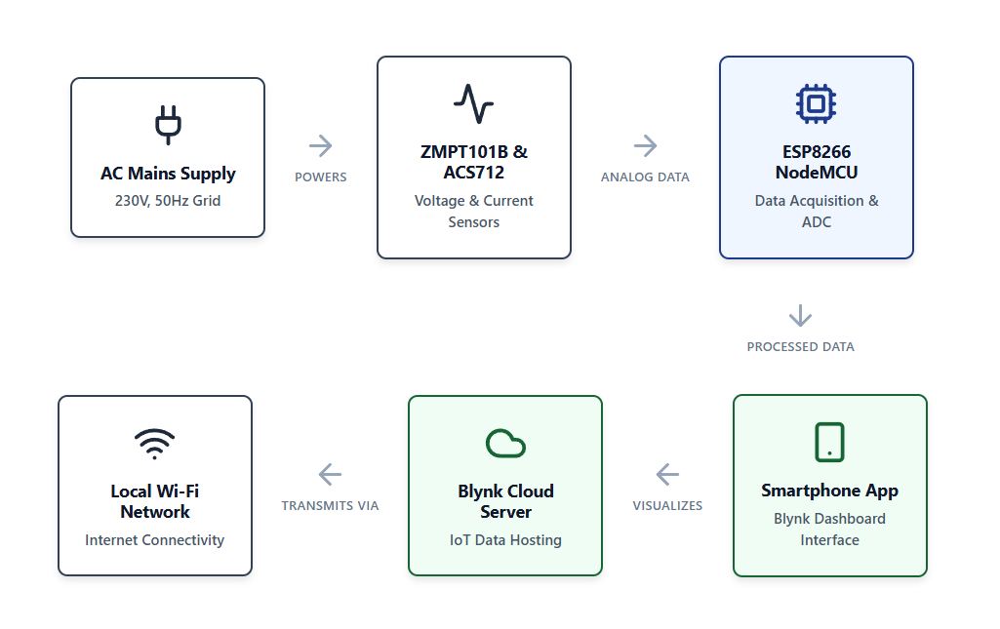 AC Mains Supply
230V, 50Hz Grid
POWERS
ZMPT101B &
ACS712
Voltage & Current
Sensors
ANALOG DATA
ESP8266
NodeMCU
Data Acquisition &
ADC
PROCESSED DATA
Local Wi-Fi
Network
Internet Connectivity
TRANSMITS VIA
Blynk Cloud
Server
IoT Data Hosting
VISUALIZES
Smartphone App
Blynk Dashboard
Interface